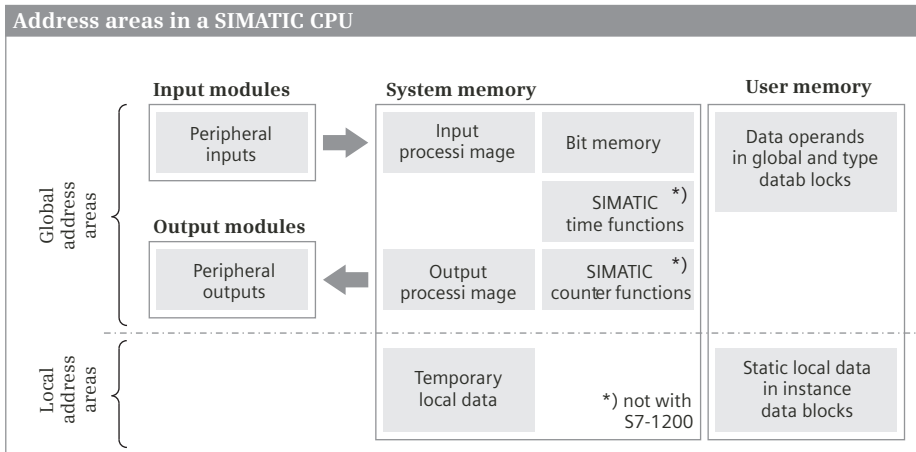 Address areas in a SIMATIC CPU
Input modules
System memory
User memory
Global
address
areas
Peripheral
inputs
Input
processi mage
Bit memory
Data operands
in global and type
datab locks
SIMATIC *)
time functions
Output modules
Peripheral
outputs
Output
processi mage
SIMATIC *)
counter functions
Local
address
areas
Temporary
local data
*) not with
S7-1200
Static local data
in instance
data blocks